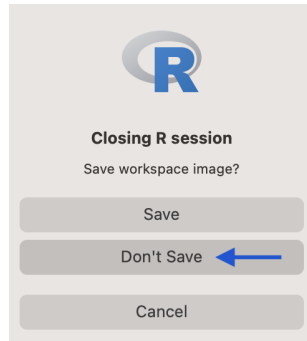 R
Closing R session
Save workspace image?
Save
Don't Save
Cancel